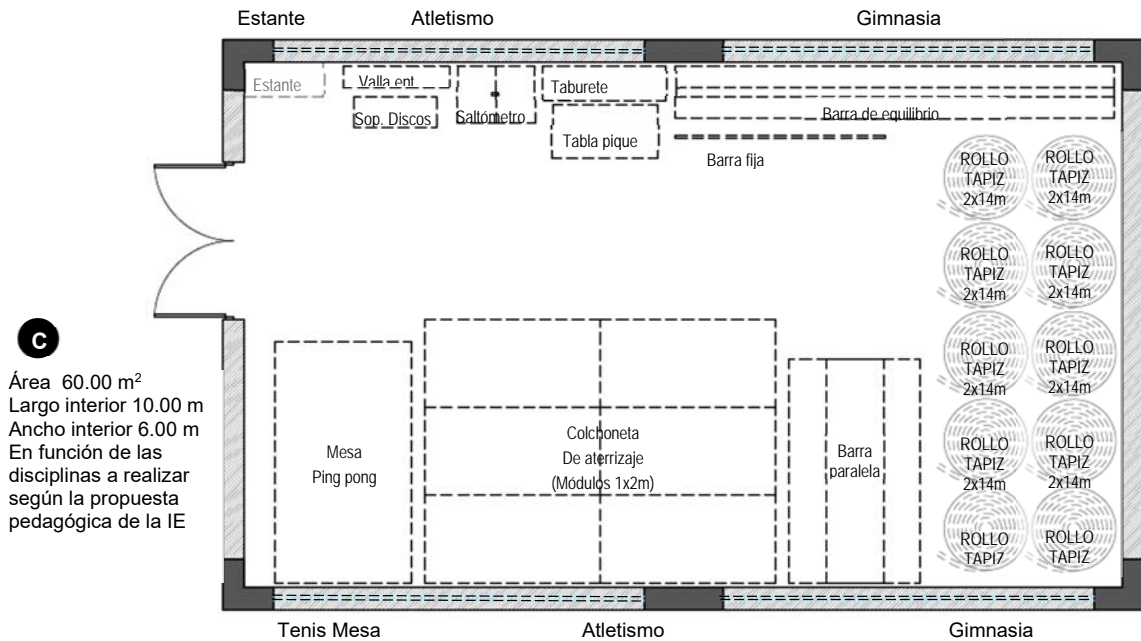 Estante
Atletismo
Gimnasia
Estante
Valla ent.
Sop. Discos
Saltómetro
Taburete
Tabla pique
Barra de equilibrio
Barra fija
ROLLO
TAPIZ
2x14m
ROLLO
TAPIZ
2x14m
ROLLO
TAPIZ
2x14m
ROLLO
TAPIZ
2x14m
ROLLO
TAPIZ
2x14m
ROLLO
TAPIZ
2x14m
ROLLO
TAPIZ
2x14m
ROLLO
TAPIZ
2x14m
ROLLO
TAPIZ
ROLLO
TAPIZ
C
Área 60.00 m²
Largo interior 10.00 m
Ancho interior 6.00 m
En función de las
disciplinas a realizar
según la propuesta
pedagógica de la IE
Mesa
Ping pong
Colchoneta
De aterrizaje
(Módulos 1x2m)
Barra
paralela
Tenis Mesa
Atletismo
Gimnasia